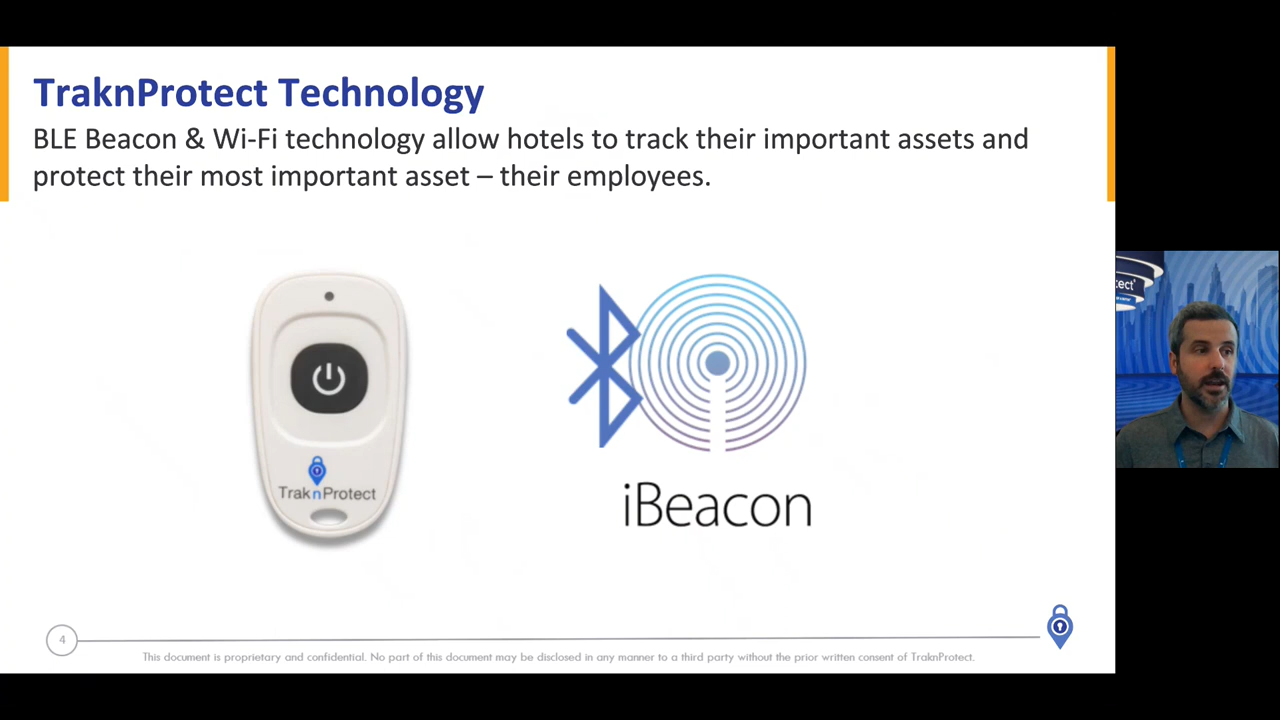 TraknProtect Technology
BLE Beacon & Wi-Fi technology allow hotels to track their important assets and
protect their most important asset – their employees.
TraknProtect
iBeacon
4
This document is proprietary and confidential. No part of this document may be disclosed in any manner to a third party without the prior written consent of TraknProtect.